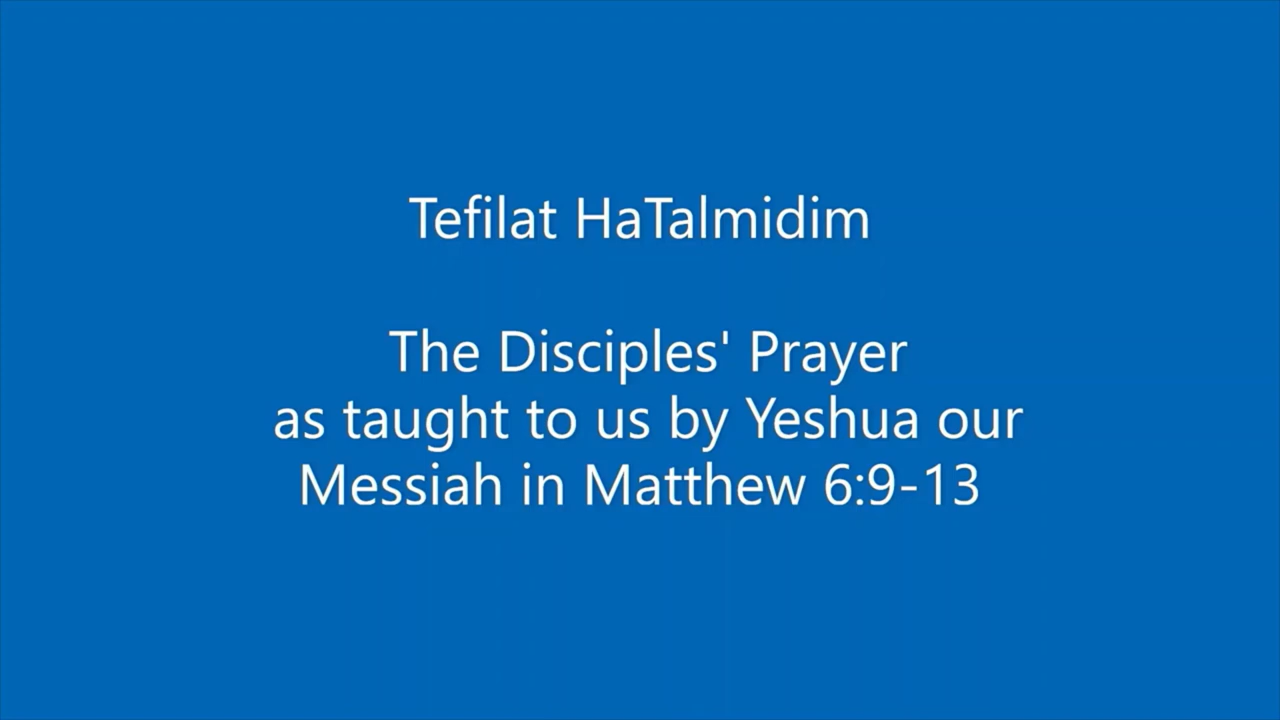 Tefilat HaTalmidim
The Disciples' Prayer
as taught to us by Yeshua our
Messiah in Matthew 6:9-13